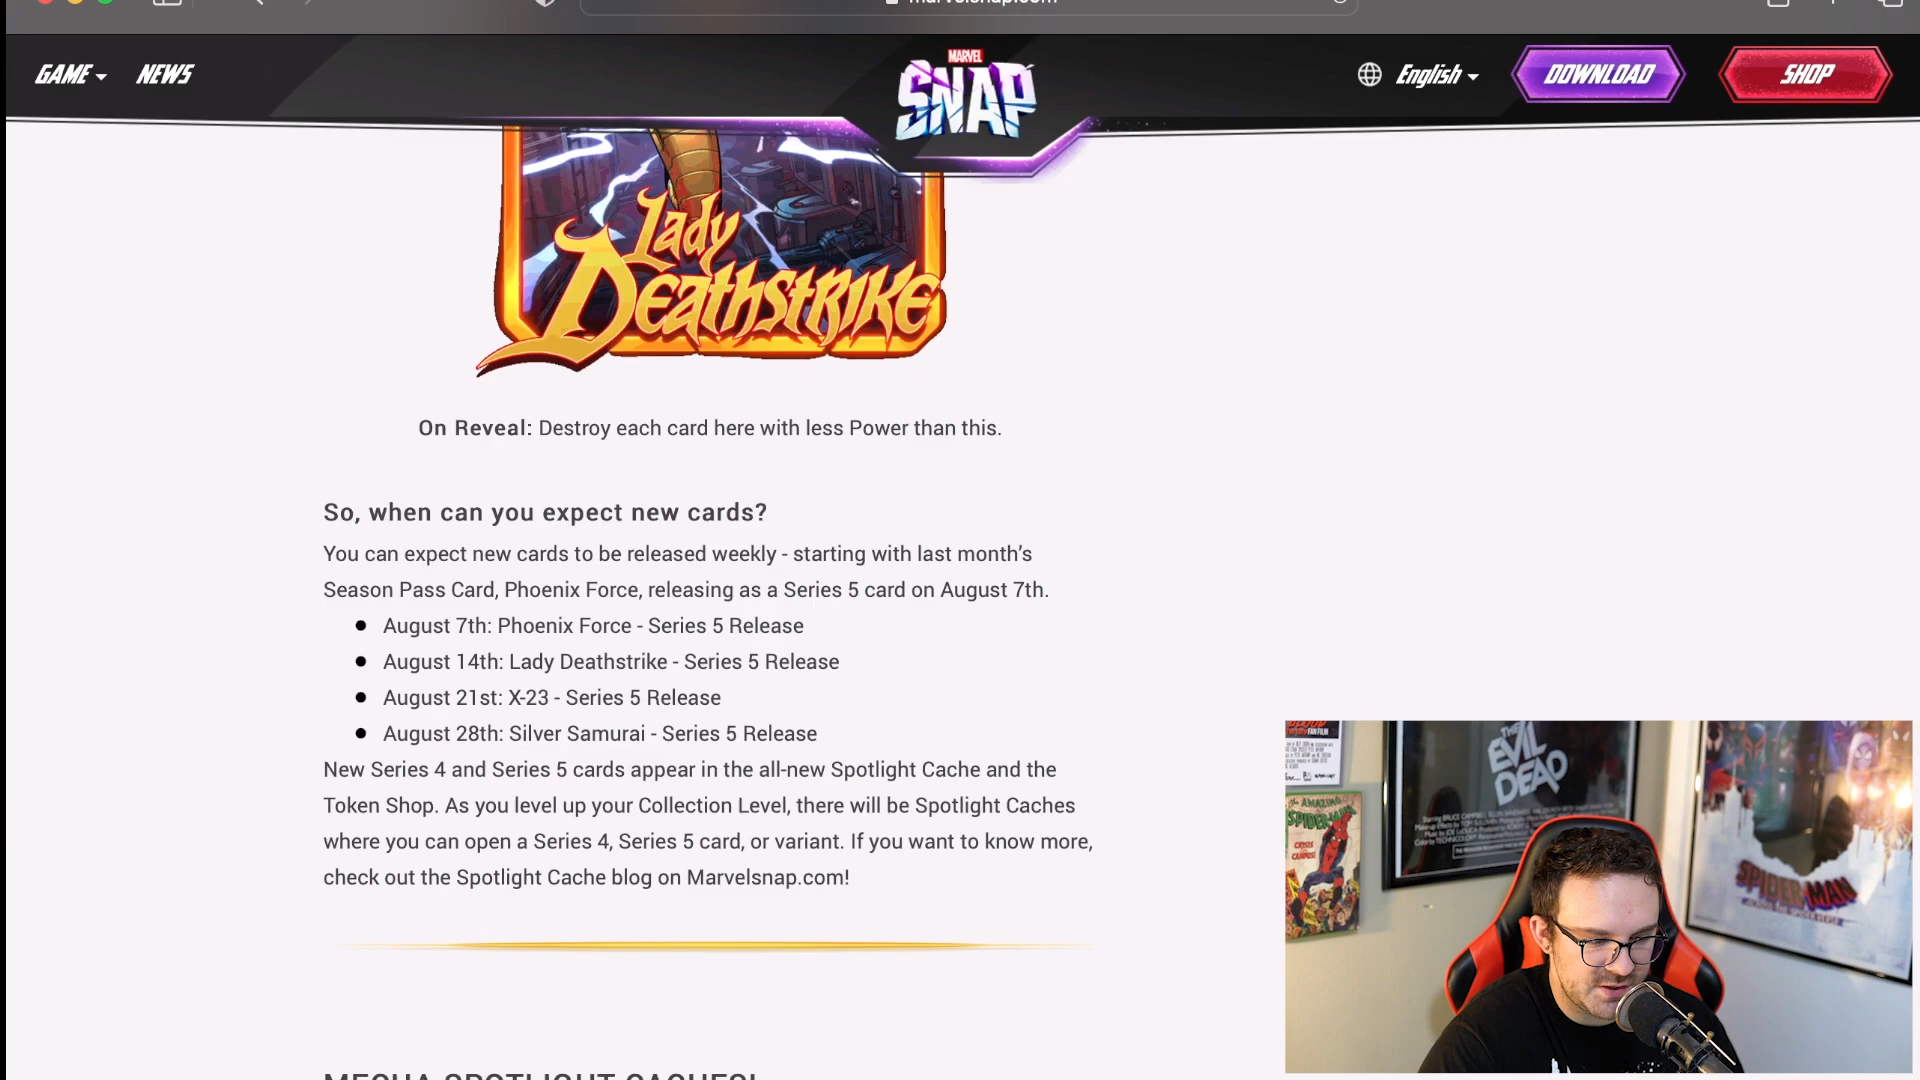 GAME
NEWS
MARVEL
SNAP
English
DOWNLOAD
SHOP
Lady
Deathstrike
On Reveal: Destroy each card here with less Power than this.
So, when can you expect new cards?
You can expect new cards to be released weekly - starting with last month's
Season Pass Card, Phoenix Force, releasing as a Series 5 card on August 7th.
August 7th: Phoenix Force - Series 5 Release
August 14th: Lady Deathstrike - Series 5 Release
August 21st: X-23 - Series 5 Release
August 28th: Silver Samurai - Series 5 Release
New Series 4 and Series 5 cards appear in the all-new Spotlight Cache and the
Token Shop. As you level up your Collection Level, there will be Spotlight Caches
where you can open a Series 4, Series 5 card, or variant. If you want to know more,
check out the Spotlight Cache blog on Marvelsnap.com!
FAN FILM
THE
EVIL
DEAD
THE AMAZING
SPIDER-MAN
SPIDER-MAN